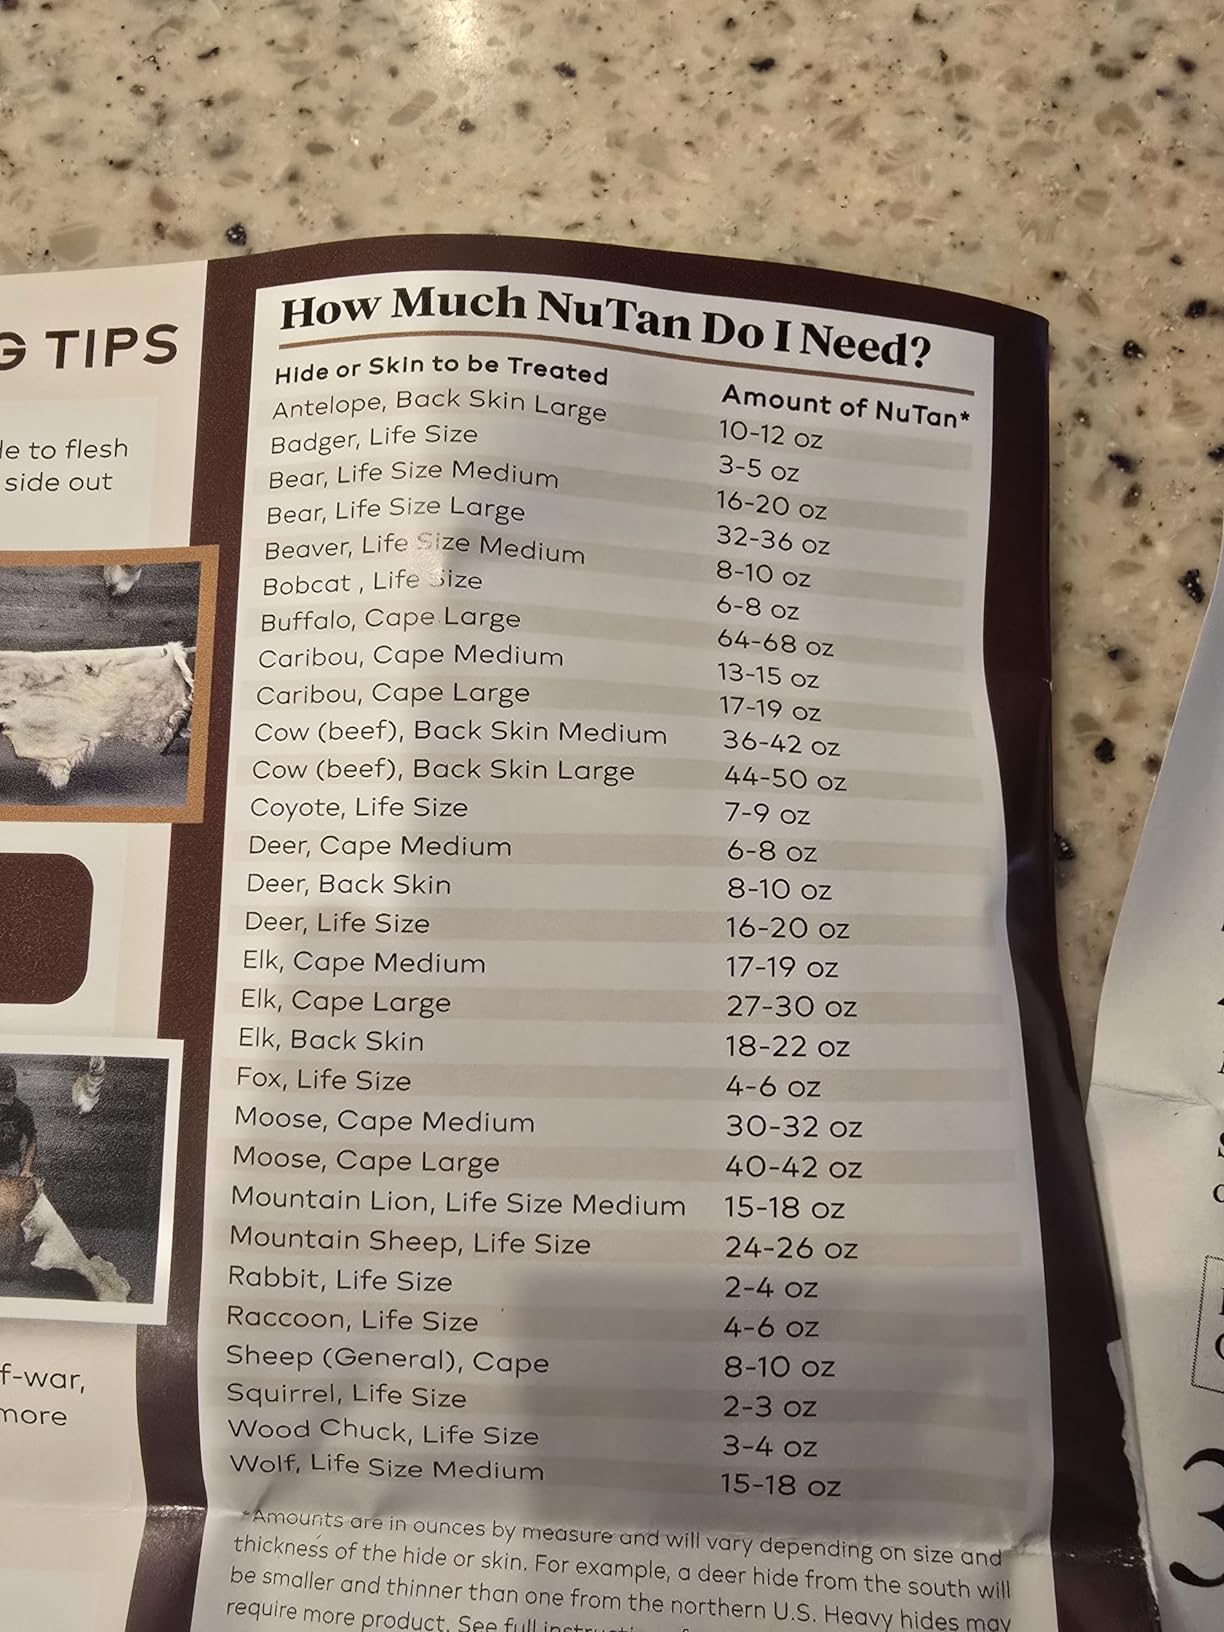 G TIPS
de to flesh
side out
f-war,
more
How Much NuTan Do I Need?
Hide or Skin to be Treated Amount of NuTan*
Antelope, Back Skin Large 10-12 oz
Badger, Life Size 3-5 oz
Bear, Life Size Medium 16-20 oz
Bear, Life Size Large 32-36 oz
Beaver, Life Size Medium 8-10 oz
Bobcat , Life Size 6-8 oz
Buffalo, Cape Large 64-68 oz
Caribou, Cape Medium 13-15 oz
Caribou, Cape Large 17-19 oz
Cow (beef), Back Skin Medium 36-42 oz
Cow (beef), Back Skin Large 44-50 oz
Coyote, Life Size 7-9 oz
Deer, Cape Medium 6-8 oz
Deer, Back Skin 8-10 oz
Deer, Life Size 16-20 oz
Elk, Cape Medium 17-19 oz
Elk, Cape Large 27-30 oz
Elk, Back Skin 18-22 oz
Fox, Life Size 4-6 oz
Moose, Cape Medium 30-32 oz
Moose, Cape Large 40-42 oz
Mountain Lion, Life Size Medium 15-18 oz
Mountain Sheep, Life Size 24-26 oz
Rabbit, Life Size 2-4 oz
Raccoon, Life Size 4-6 oz
Sheep (General), Cape 8-10 oz
Squirrel, Life Size 2-3 oz
Wood Chuck, Life Size 3-4 oz
Wolf, Life Size Medium 15-18 oz
*Amounts are in ounces by measure and will vary depending on size and
thickness of the hide or skin. For example, a deer hide from the south will
be smaller and thinner than one from the northern U.S. Heavy hides may
require more product. See full
3